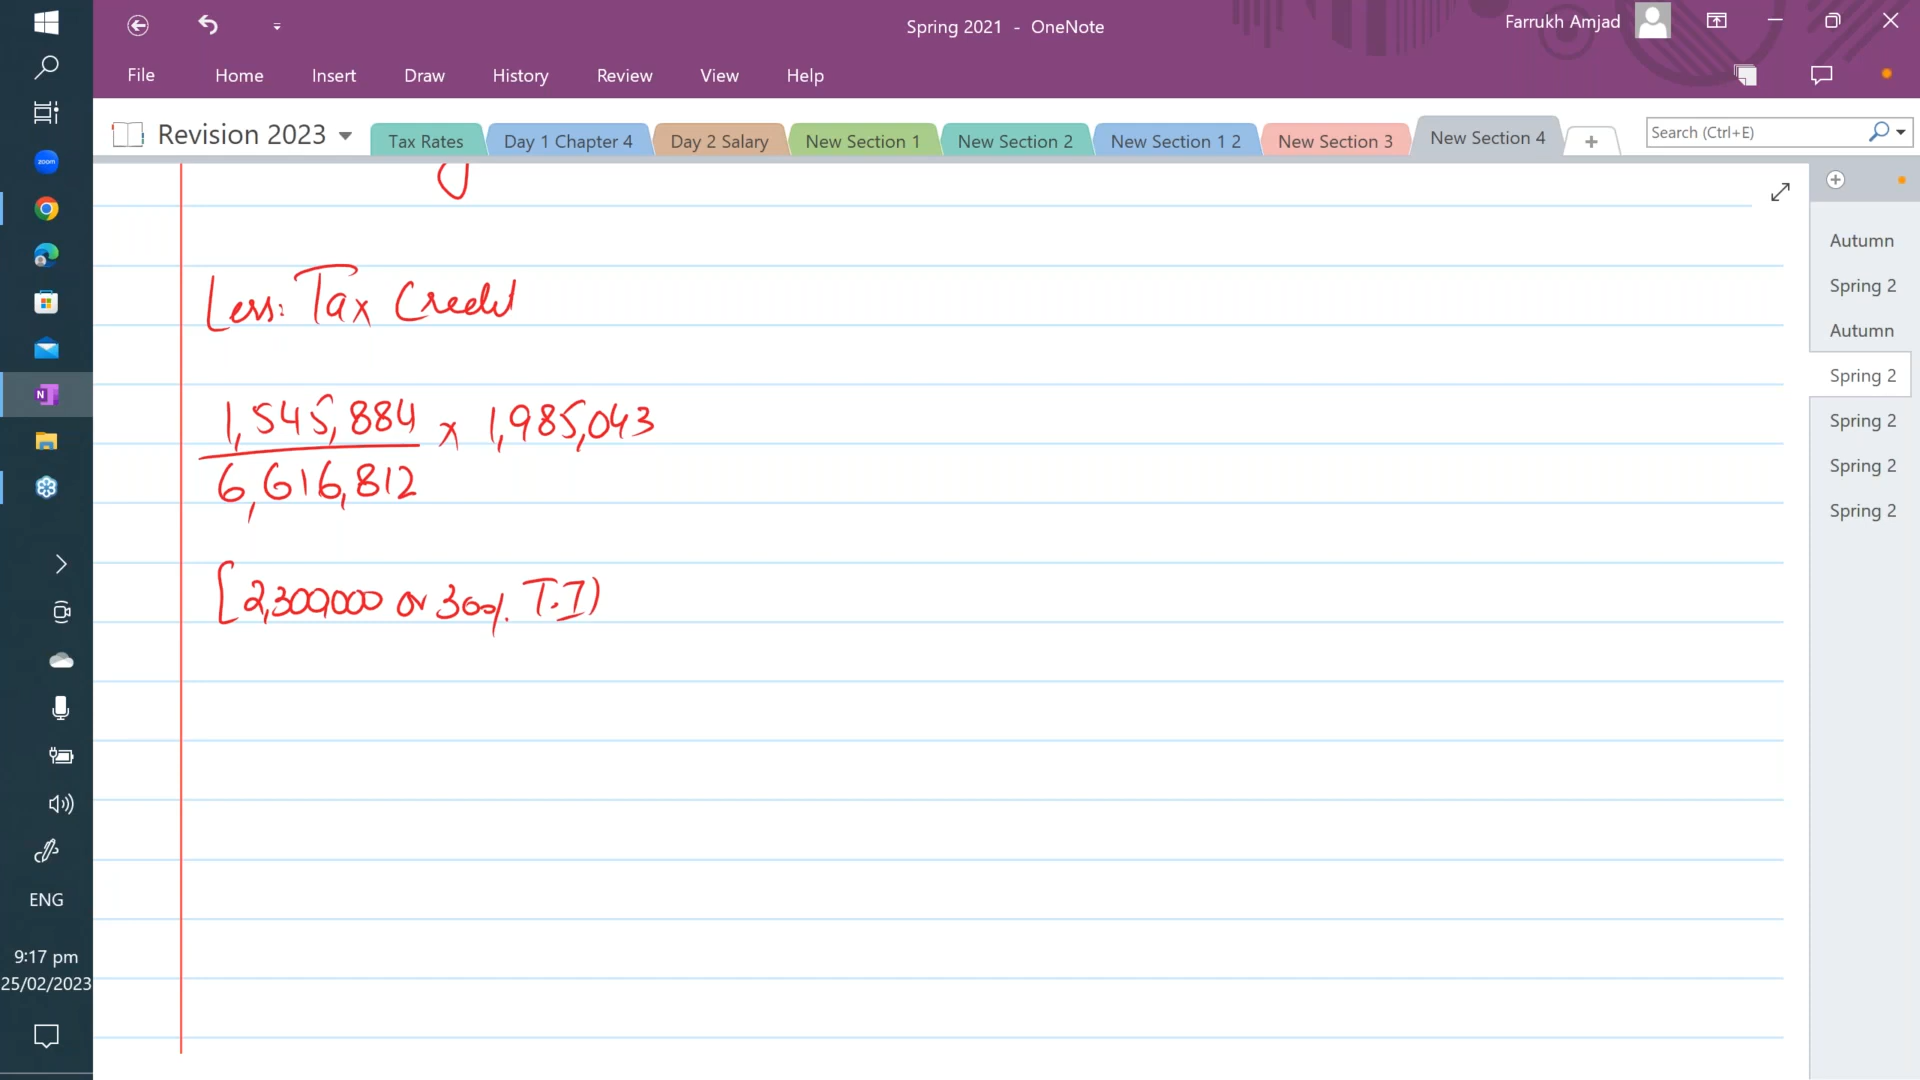 Spring 2021 - OneNote
Farrukh Amjad
File Home Insert Draw History Review View Help
Revision 2023
Tax Rates
Day 1 Chapter 4
Day 2 Salary
New Section 1
New Section 2
New Section 1 2
New Section 3
New Section 4
Search (Ctrl+E)
Autumn
Spring 2
Autumn
Spring 2
Spring 2
Spring 2
Spring 2
Less: Tax Credit
1,545,884 x 1,985,043
6,616,812
[2,300,000 or 30% T.I)
zoom
N
ENG
9:17 pm
25/02/2023